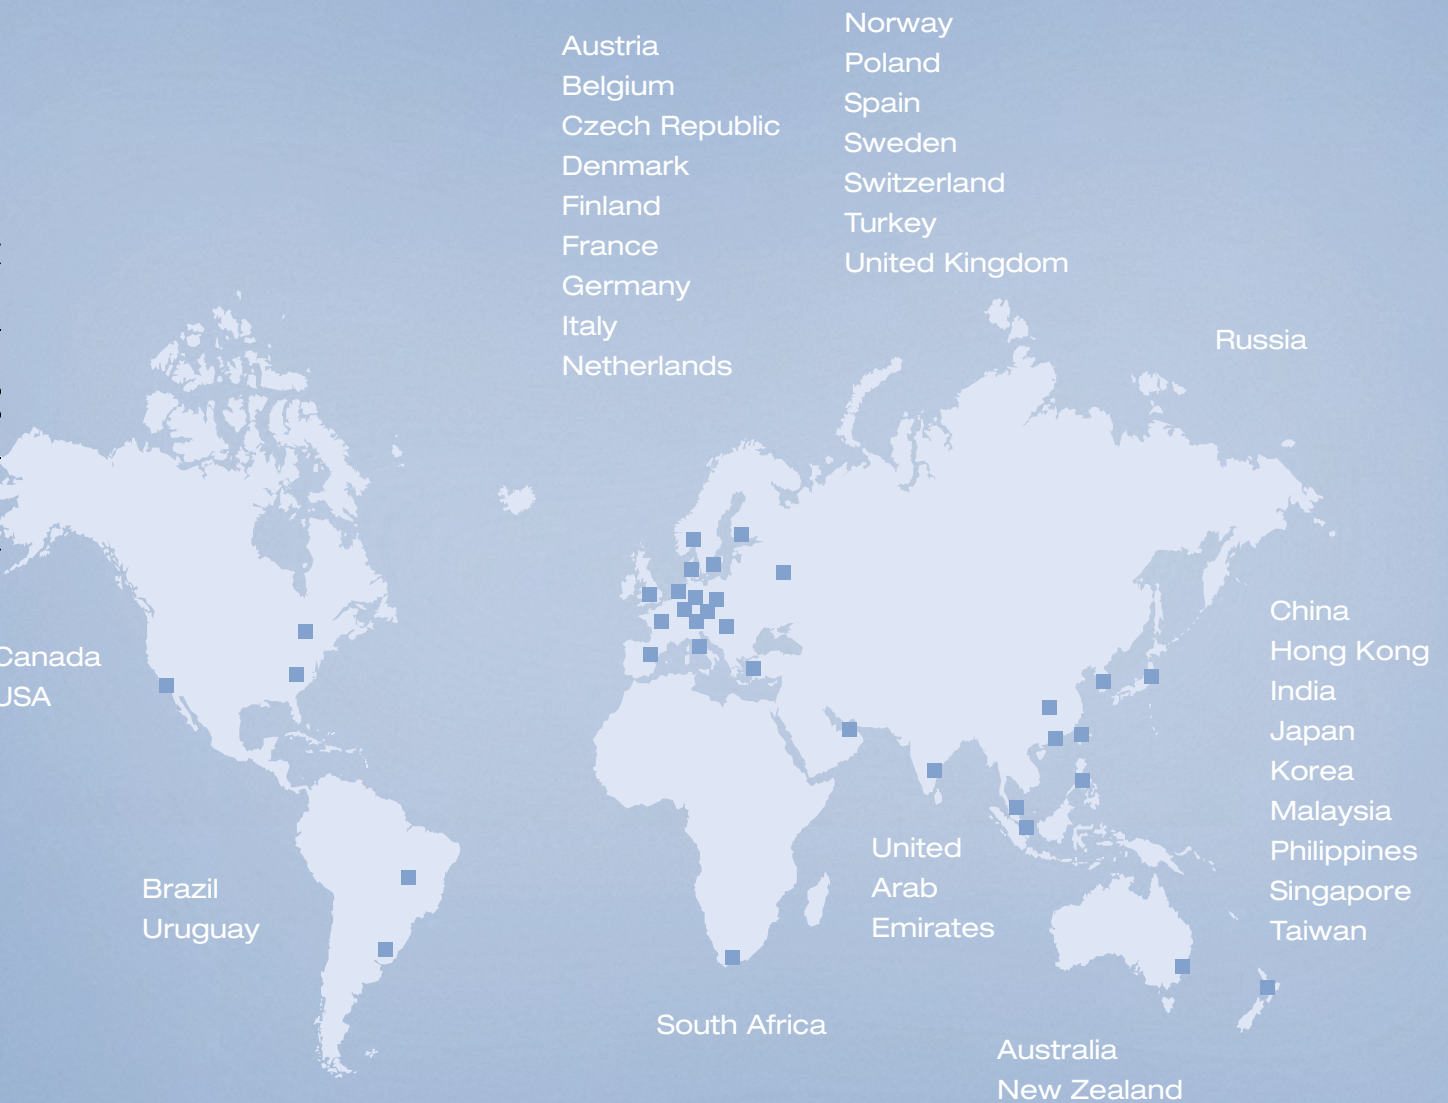 Austria
Belgium
Czech Republic
Denmark
Finland
France
Germany
Italy
Netherlands
Norway
Poland
Spain
Sweden
Switzerland
Turkey
United Kingdom
Russia
Canada
USA
China
Hong Kong
India
Japan
Korea
Malaysia
Philippines
Singapore
Taiwan
Brazil
Uruguay
United
Arab
Emirates
South Africa
Australia
New Zealand